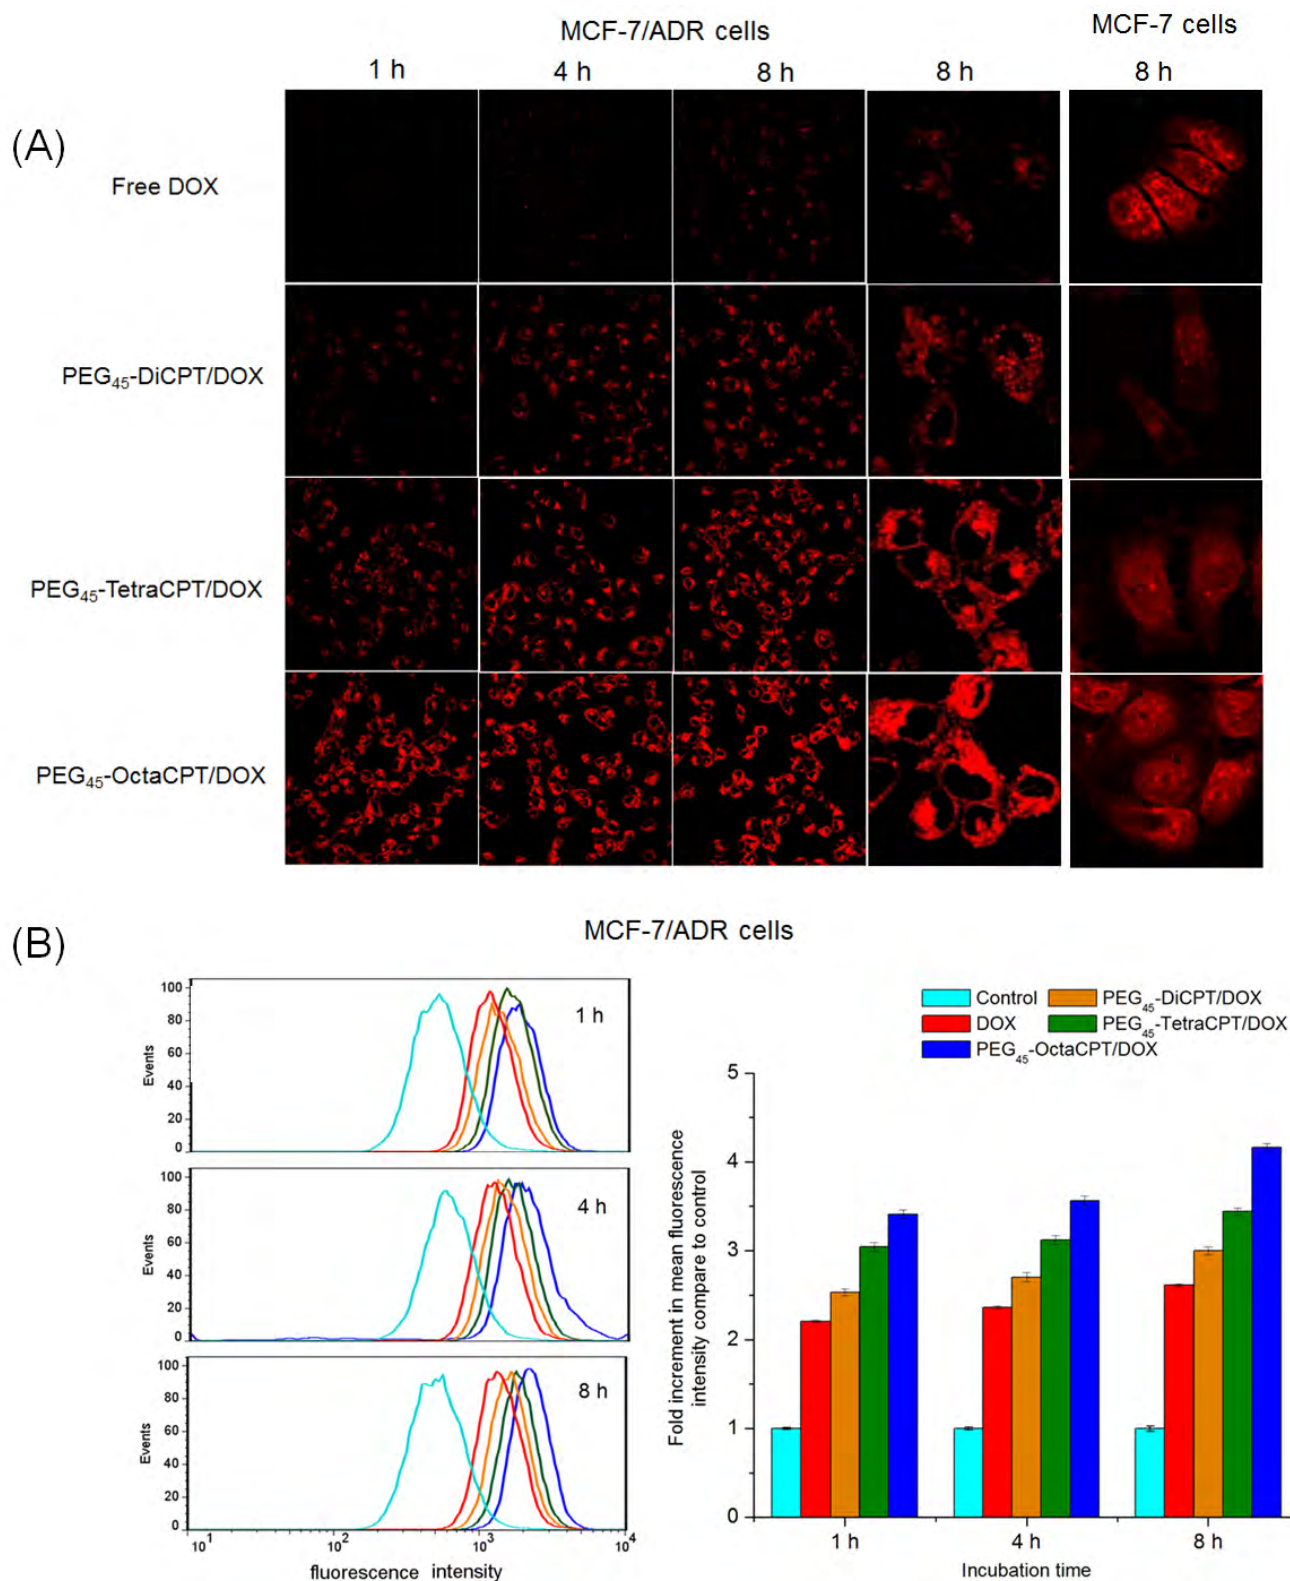 MCF-7/ADR cells
MCF-7 cells
1 h
4 h
8 h
8 h
8 h
(A)
Free DOX
PEG45-DiCPT/DOX
PEG45-TetraCPT/DOX
PEG45-OctaCPT/DOX
(B)
MCF-7/ADR cells
100
80
60
40
20
0
Events
1 h
100
80
60
40
20
0
Events
4 h
100
80
60
40
20
0
Events
8 h
10^1
10^2
10^3
10^4
fluorescence intensity
Control
PEG45-DiCPT/DOX
DOX
PEG45-TetraCPT/DOX
PEG45-OctaCPT/DOX
5
4
3
2
1
0
Fold increment in mean fluorescence
intensity compare to control
1 h
4 h
8 h
Incubation time